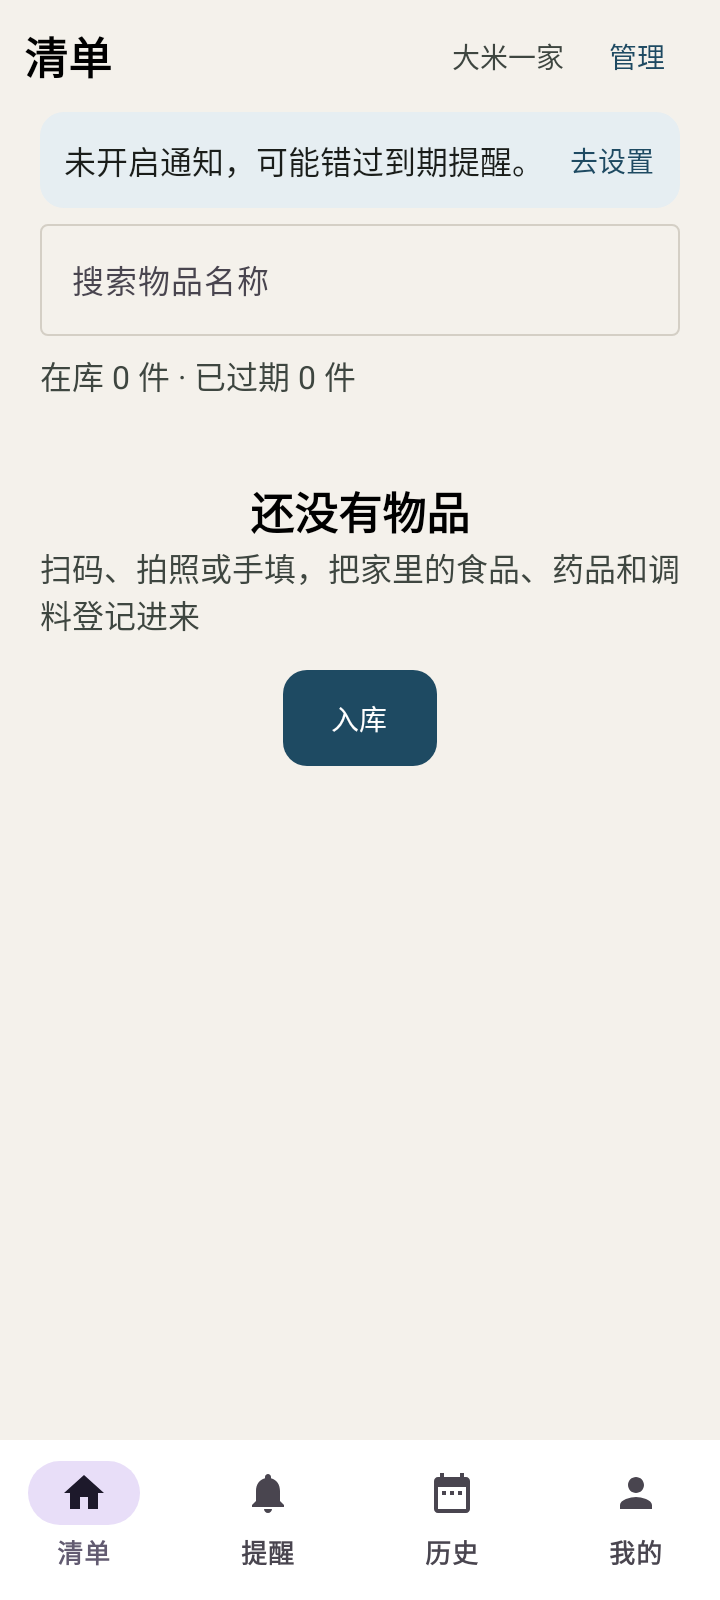 清单
大米一家
管理
未开启通知，可能错过到期提醒。
去设置
搜索物品名称
在库 0 件 · 已过期 0 件
还没有物品
扫码、拍照或手填，把家里的食品、药品和调
料登记进来
入库
清单
提醒
历史
我的